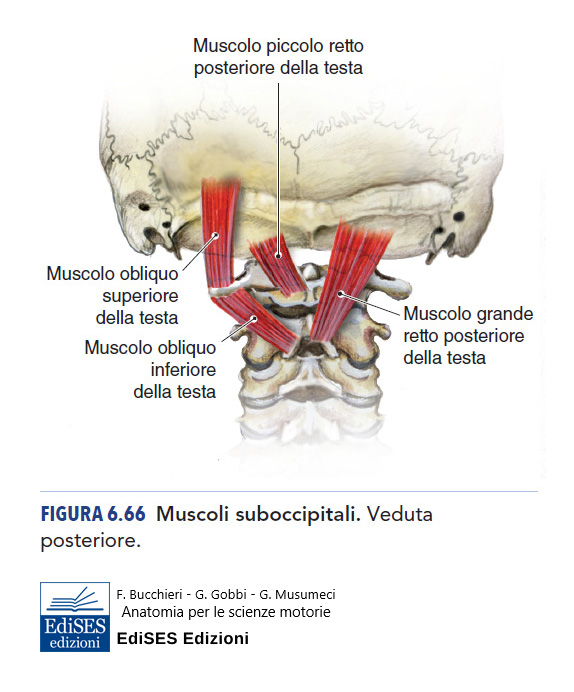 Muscolo piccolo retto
posteriore della testa
Muscolo obliquo
superiore
della testa
Muscolo grande
retto posteriore
della testa
Muscolo obliquo
inferiore
della testa
FIGURA 6.66 Muscoli suboccipitali. Veduta
posteriore.
F. Bucchieri - G. Gobbi - G. Musumeci
Anatomia per le scienze motorie
EdiSES Edizioni
EdiSES
edizioni